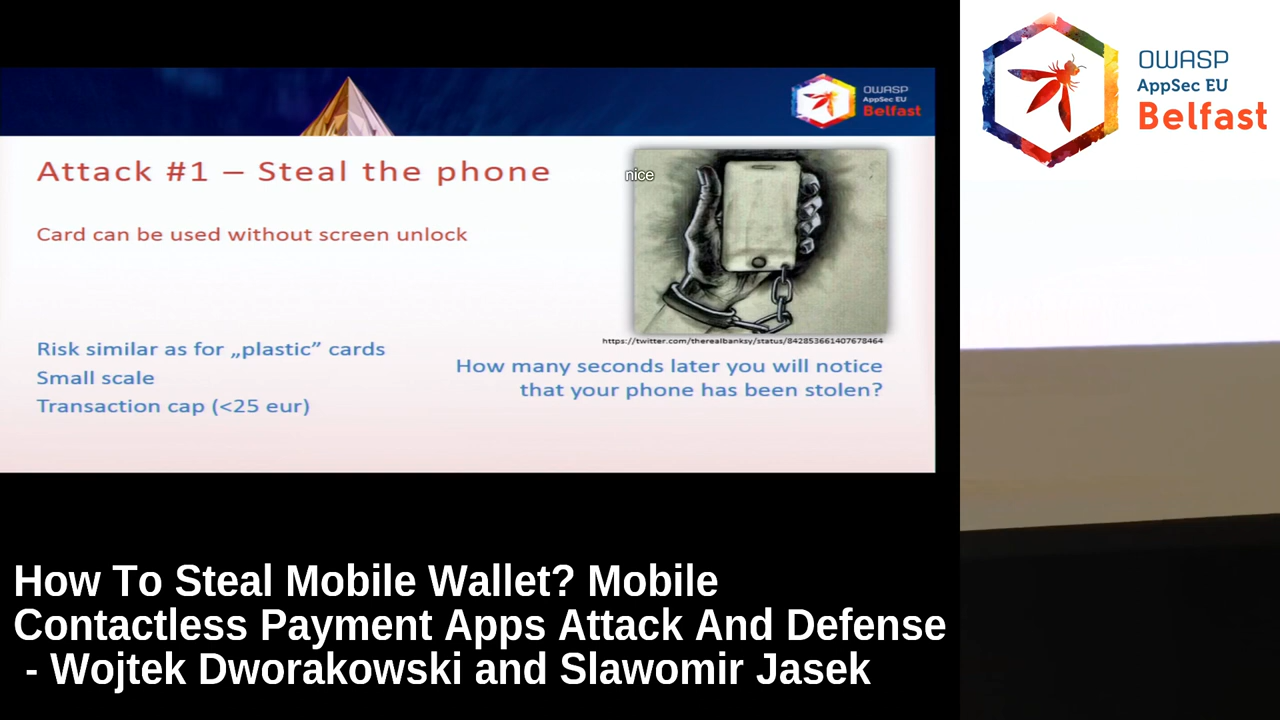 OWASP
AppSec EU
Belfast
OWASP
AppSec EU
Belfast
Attack #1 – Steal the phone
nice
Card can be used without screen unlock
https://twitter.com/therealbanksy/status/842853661407678464
Risk similar as for „plastic” cards
Small scale
Transaction cap (<25 eur)
How many seconds later you will notice
that your phone has been stolen?
How To Steal Mobile Wallet? Mobile
Contactless Payment Apps Attack And Defense
- Wojtek Dworakowski and Slawomir Jasek